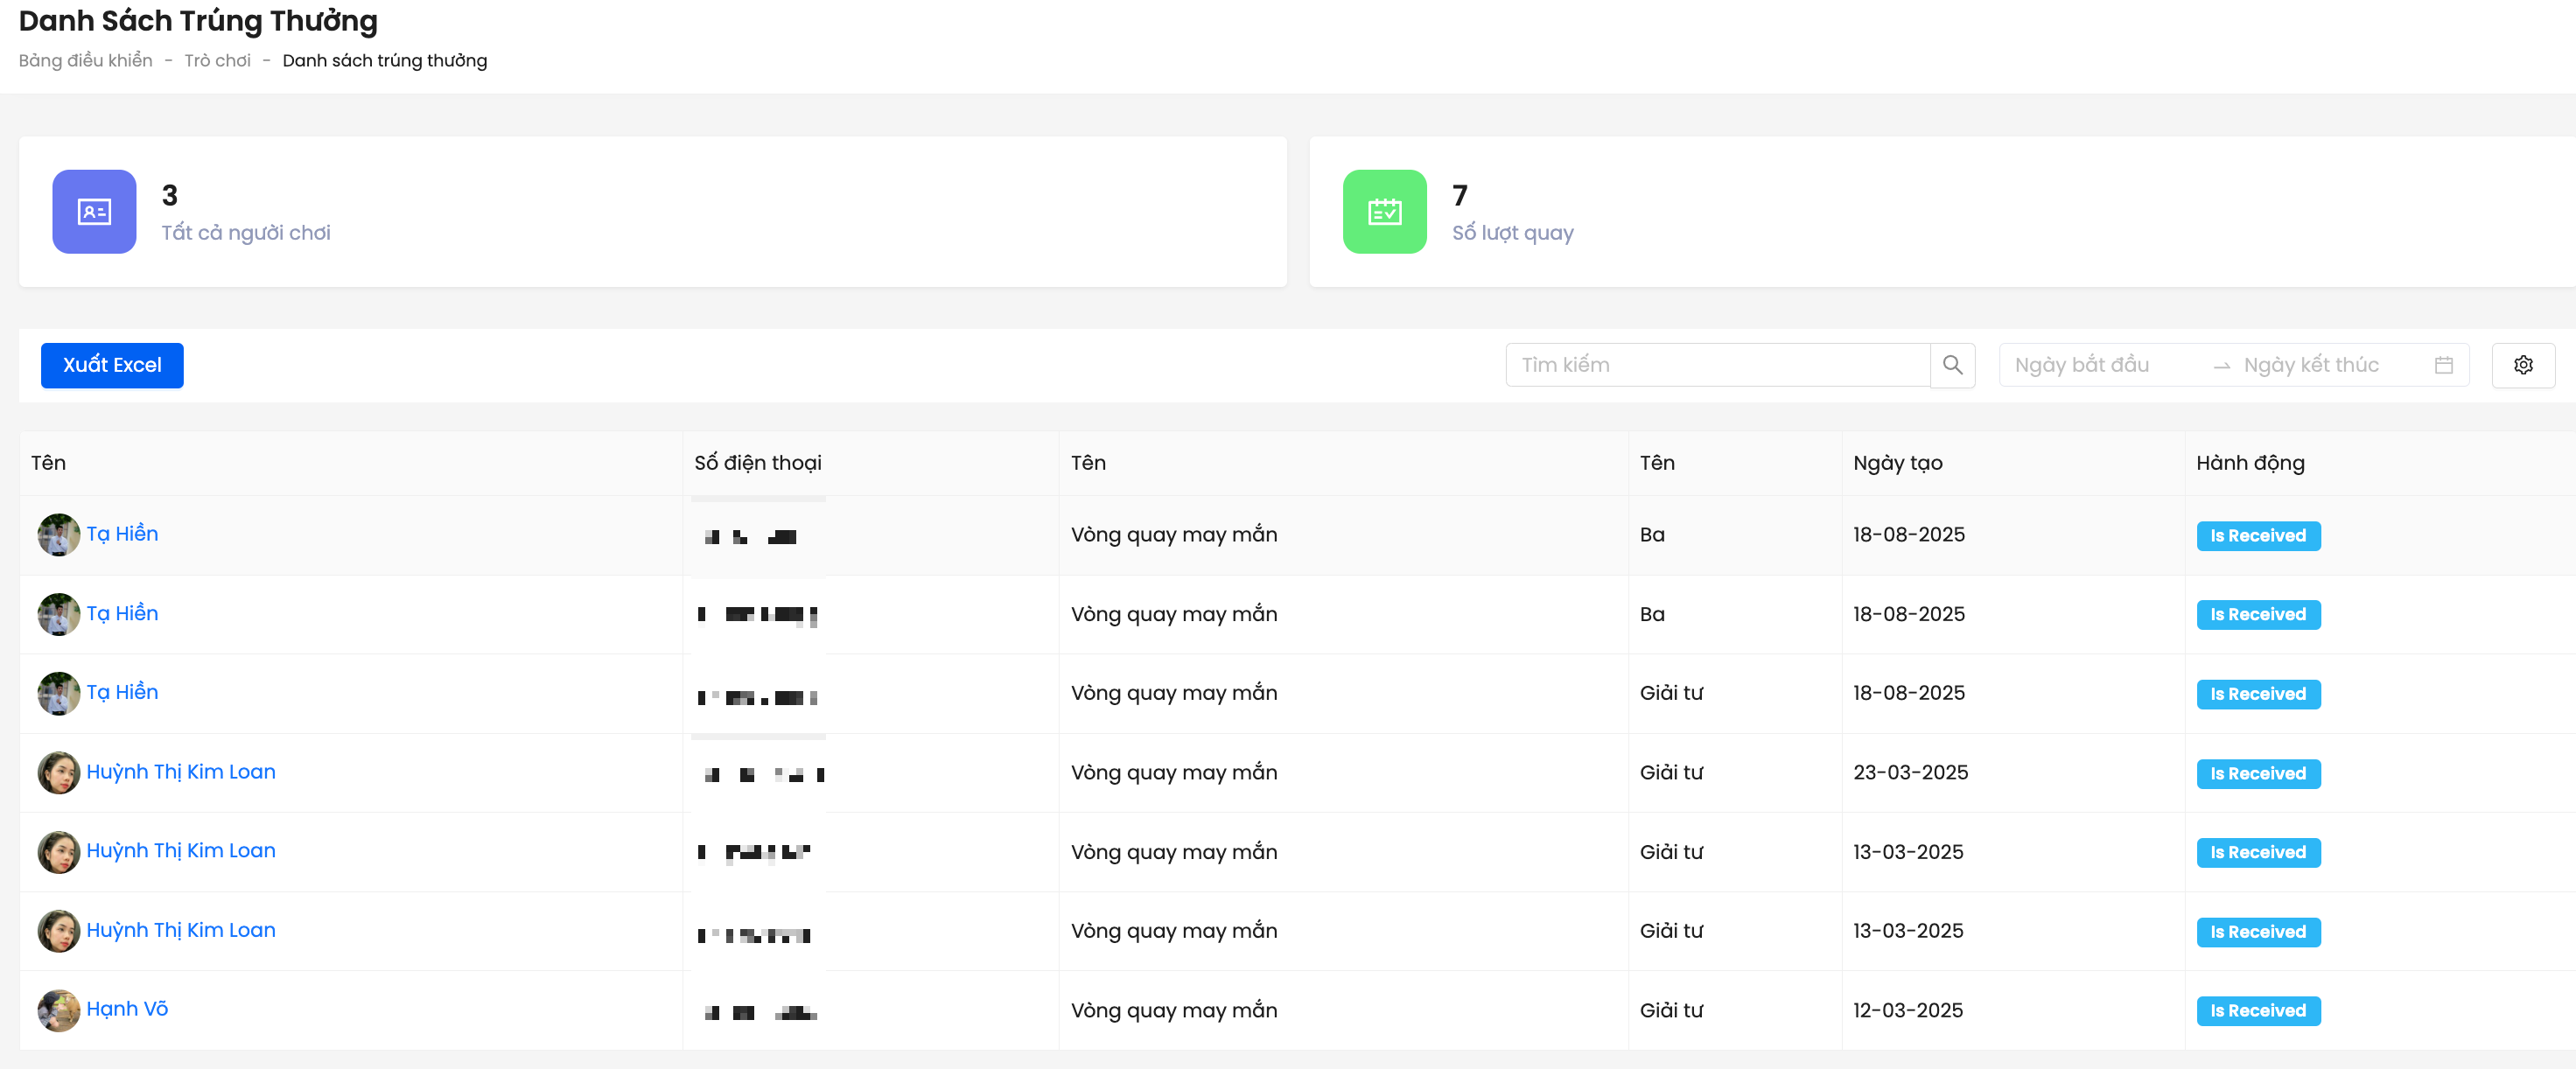 Danh Sách Trúng Thưởng
Bảng điều khiển - Trò chơi - Danh sách trúng thưởng
3
Tất cả người chơi
7
Số lượt quay
Xuất Excel
Tìm kiếm
Ngày bắt đầu → Ngày kết thúc
Tên Số điện thoại Tên Tên Ngày tạo Hành động
Tạ Hiền Vòng quay may mắn Ba 18-08-2025 Is Received
Tạ Hiền Vòng quay may mắn Ba 18-08-2025 Is Received
Tạ Hiền Vòng quay may mắn Giải tư 18-08-2025 Is Received
Huỳnh Thị Kim Loan Vòng quay may mắn Giải tư 23-03-2025 Is Received
Huỳnh Thị Kim Loan Vòng quay may mắn Giải tư 13-03-2025 Is Received
Huỳnh Thị Kim Loan Vòng quay may mắn Giải tư 13-03-2025 Is Received
Hạnh Võ Vòng quay may mắn Giải tư 12-03-2025 Is Received